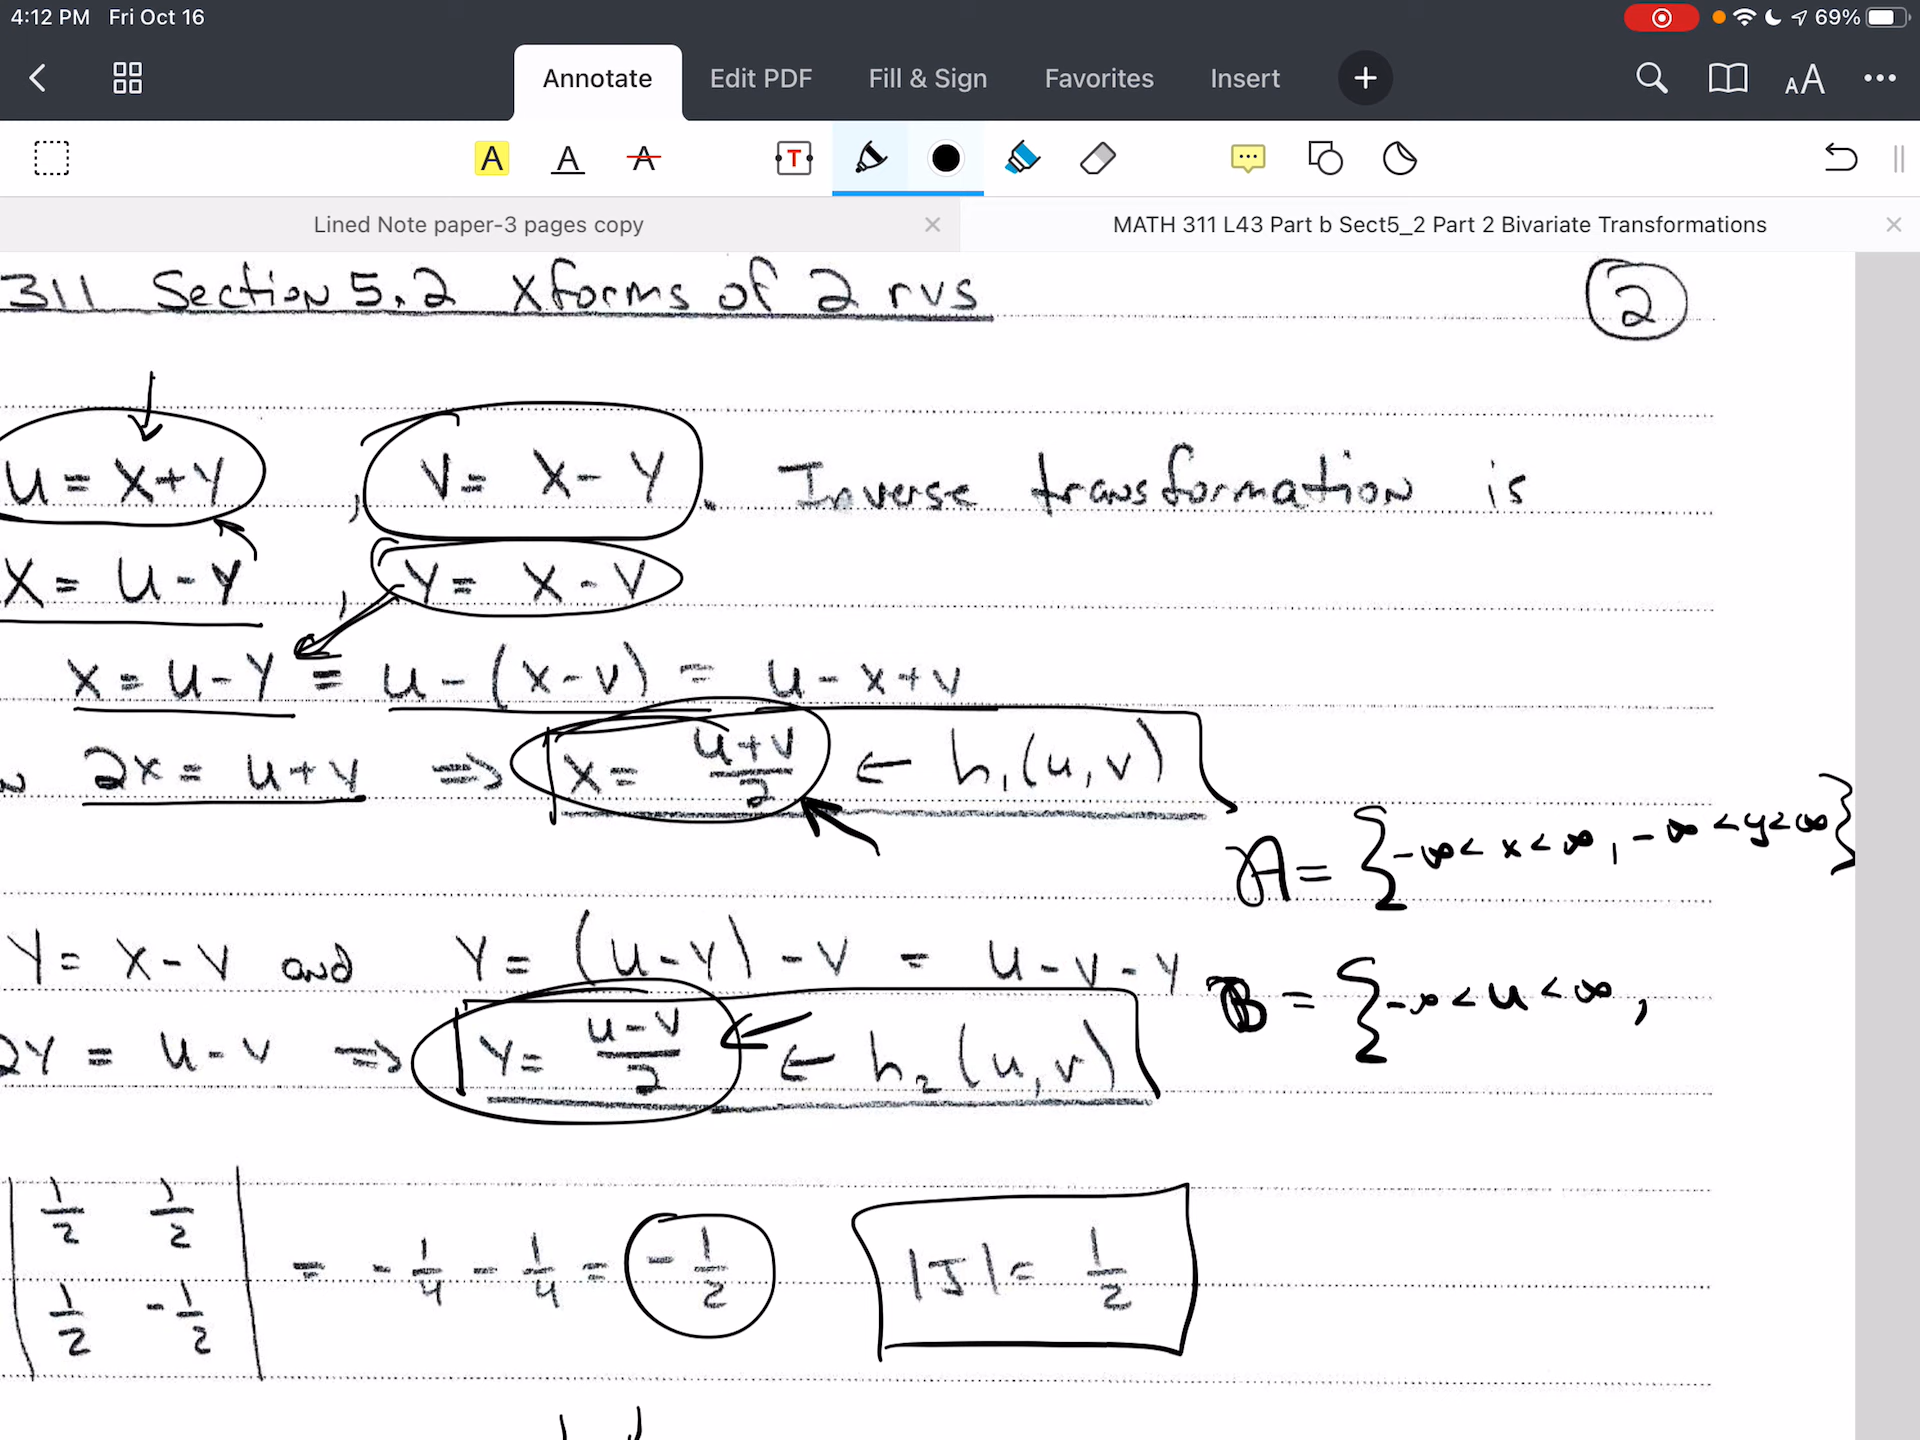 4:12 PM Fri Oct 16 69%
Annotate Edit PDF Fill & Sign Favorites Insert + AA
A A A T
Lined Note paper-3 pages copy × MATH 311 L43 Part b Sect5_2 Part 2 Bivariate Transformations ×
311 Section 5.2 Xforms of 2 rvs 2
U = X+Y , V = X - Y . Inverse transformation is
X = U - Y , Y = X - V
X = U - Y = U - (X - V) = U - X + V
2X = U + V => X = U+V/2 ← h₁(u,v)
A = {-∞ < x < ∞, -∞ < y < ∞}
Y = X - V and Y = (U - Y) - V = U - V - Y
B = {-∞ < u < ∞,
2Y = U - V => Y = U-V/2 ← h₂(u,v)
|1/2 1/2|
|1/2 -1/2| = -1/4 - 1/4 = -1/2 |J| = 1/2